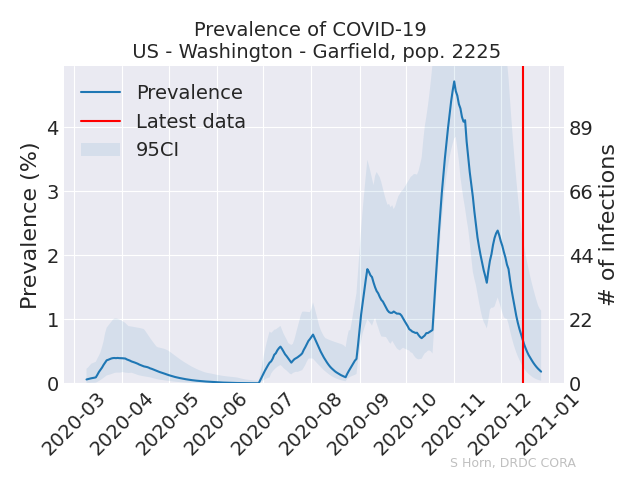 Prevalence of COVID-19
US - Washington - Garfield, pop. 2225
Prevalence
Latest data
95CI
Prevalence (%)
4
3
2
1
0
89
66
44
22
0
# of infections
2020-03
2020-04
2020-05
2020-06
2020-07
2020-08
2020-09
2020-10
2020-11
2020-12
2021-01
S Horn, DRDC CORA